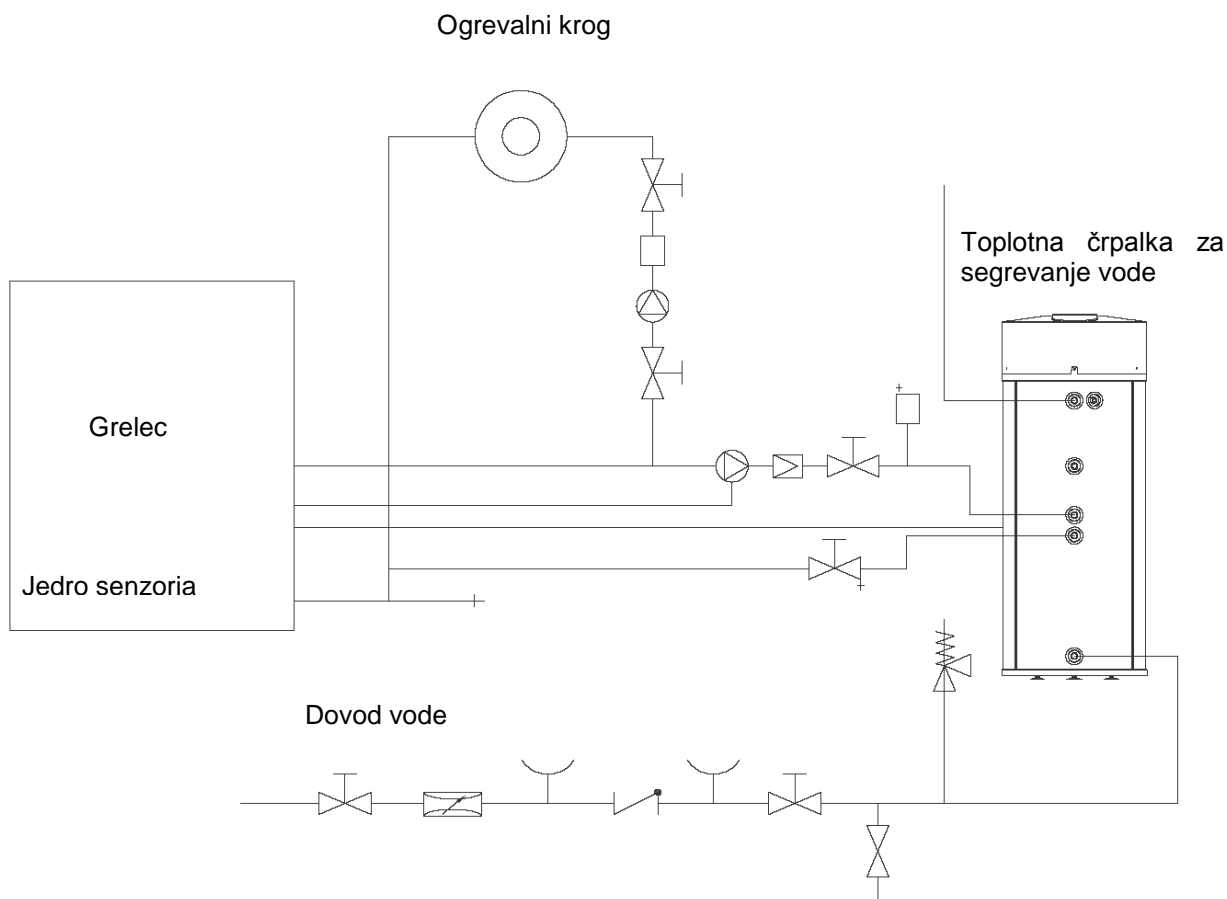 Ogrevalni krog
Toplotna črpalka za
segrevanje vode
Grelec
Jedro senzoria
Dovod vode